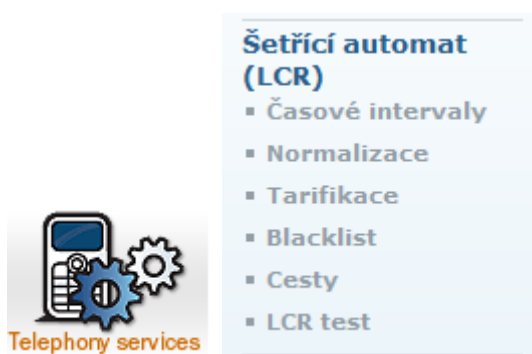 Šetřící automat
(LCR)
Časové intervaly
Normalizace
Tarifikace
Blacklist
Cesty
LCR test
Telephony services